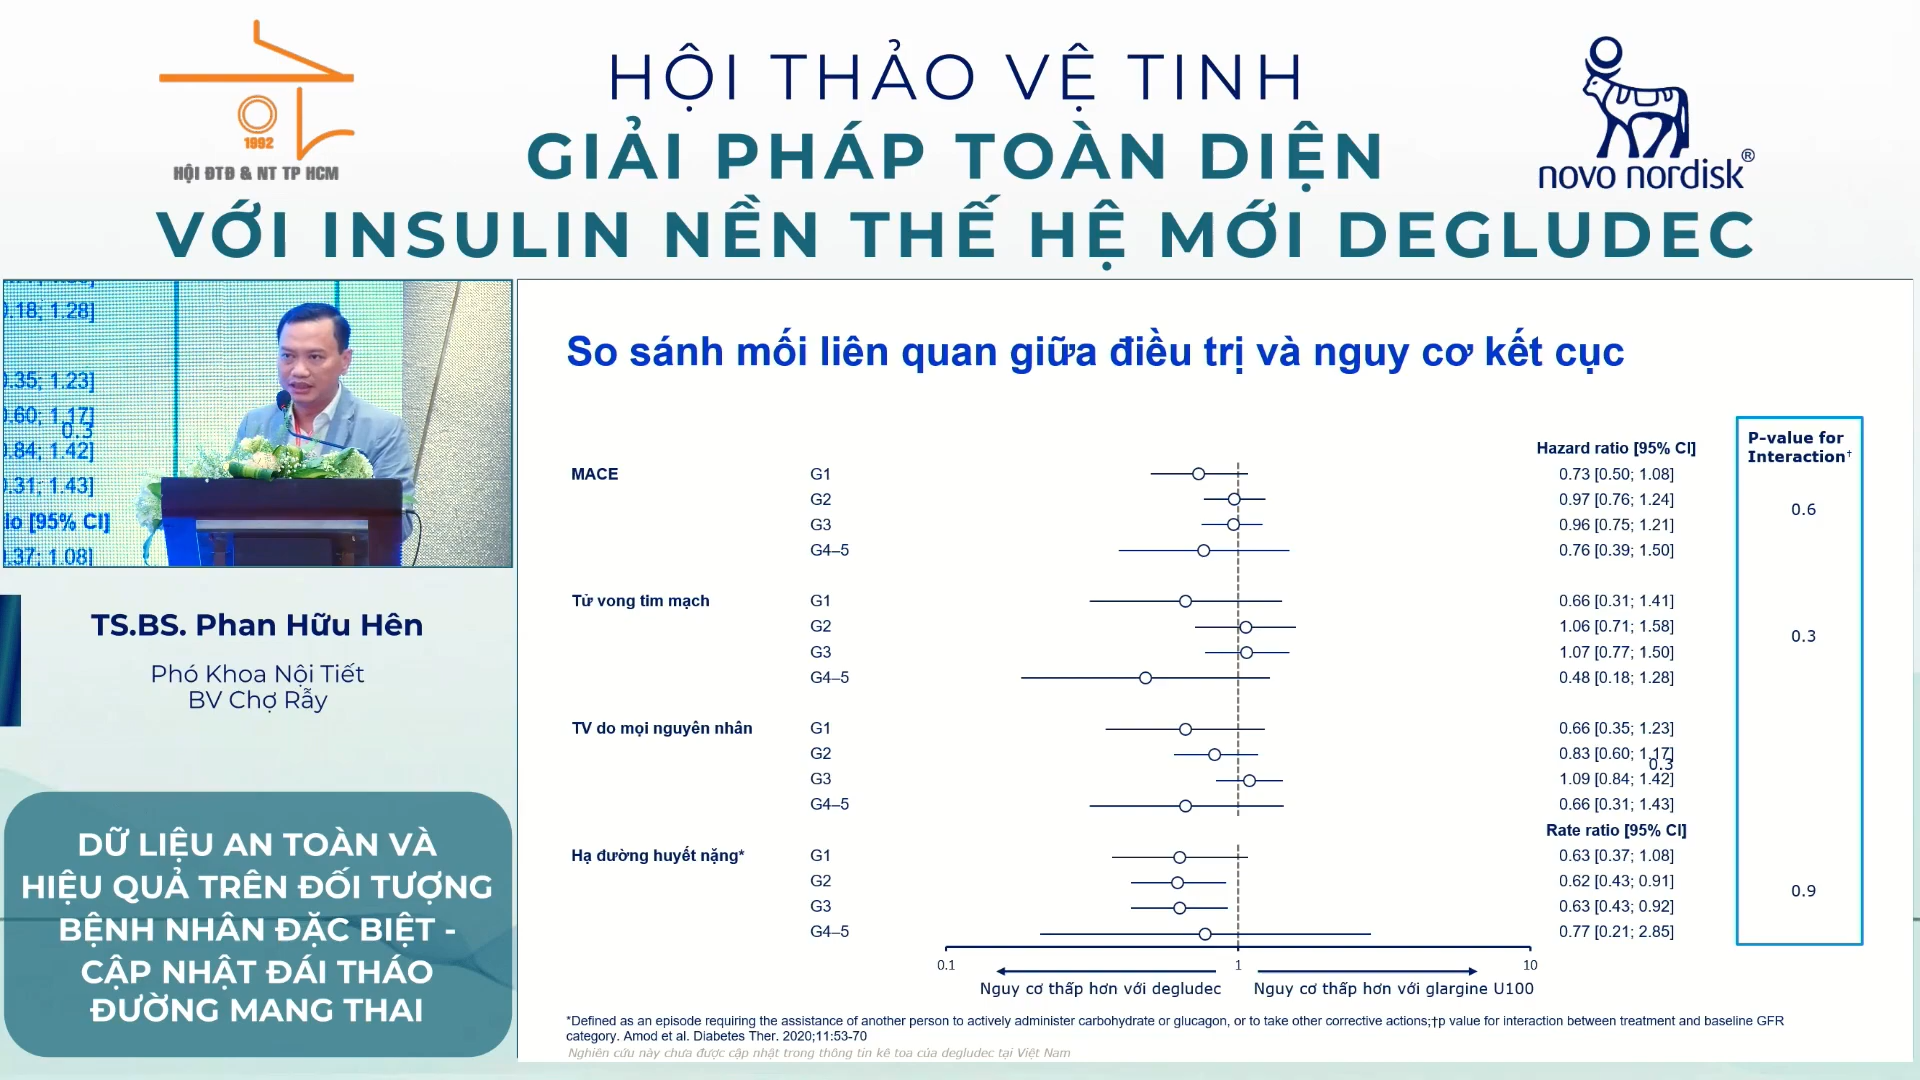 1992
HỘI ĐTĐ & NT TP HCM
HỘI THẢO VỆ TINH
GIẢI PHÁP TOÀN DIỆN
VỚI INSULIN NỀN THẾ HỆ MỚI DEGLUDEC
novo nordisk®
.18; 1.28]
.35; 1.23]
.60; 1.17]
0.3
.84; 1.42]
.31; 1.43]
io [95% CI]
.37; 1.08]
TS.BS. Phan Hữu Hên
Phó Khoa Nội Tiết
BV Chợ Rẫy
DỮ LIỆU AN TOÀN VÀ
HIỆU QUẢ TRÊN ĐỐI TƯỢNG
BỆNH NHÂN ĐẶC BIỆT -
CẬP NHẬT ĐÁI THÁO
ĐƯỜNG MANG THAI
So sánh mối liên quan giữa điều trị và nguy cơ kết cục
Hazard ratio [95% CI]
P-value for
Interaction†
MACE G1 0.73 [0.50; 1.08]
G2 0.97 [0.76; 1.24]
0.6
G3 0.96 [0.75; 1.21]
G4–5 0.76 [0.39; 1.50]
Tử vong tim mạch G1 0.66 [0.31; 1.41]
G2 1.06 [0.71; 1.58]
0.3
G3 1.07 [0.77; 1.50]
G4–5 0.48 [0.18; 1.28]
TV do mọi nguyên nhân G1 0.66 [0.35; 1.23]
G2 0.83 [0.60; 1.17]
0.3
G3 1.09 [0.84; 1.42]
G4–5 0.66 [0.31; 1.43]
Rate ratio [95% CI]
Hạ đường huyết nặng* G1 0.63 [0.37; 1.08]
G2 0.62 [0.43; 0.91]
0.9
G3 0.63 [0.43; 0.92]
G4–5 0.77 [0.21; 2.85]
0.1 1 10
Nguy cơ thấp hơn với degludec Nguy cơ thấp hơn với glargine U100
*Defined as an episode requiring the assistance of another person to actively administer carbohydrate or glucagon, or to take other corrective actions;†p value for interaction between treatment and baseline GFR
category. Amod et al. Diabetes Ther. 2020;11:53-70
Nghiên cứu này chưa được cập nhật trong thông tin kê toa của degludec tại Việt Nam